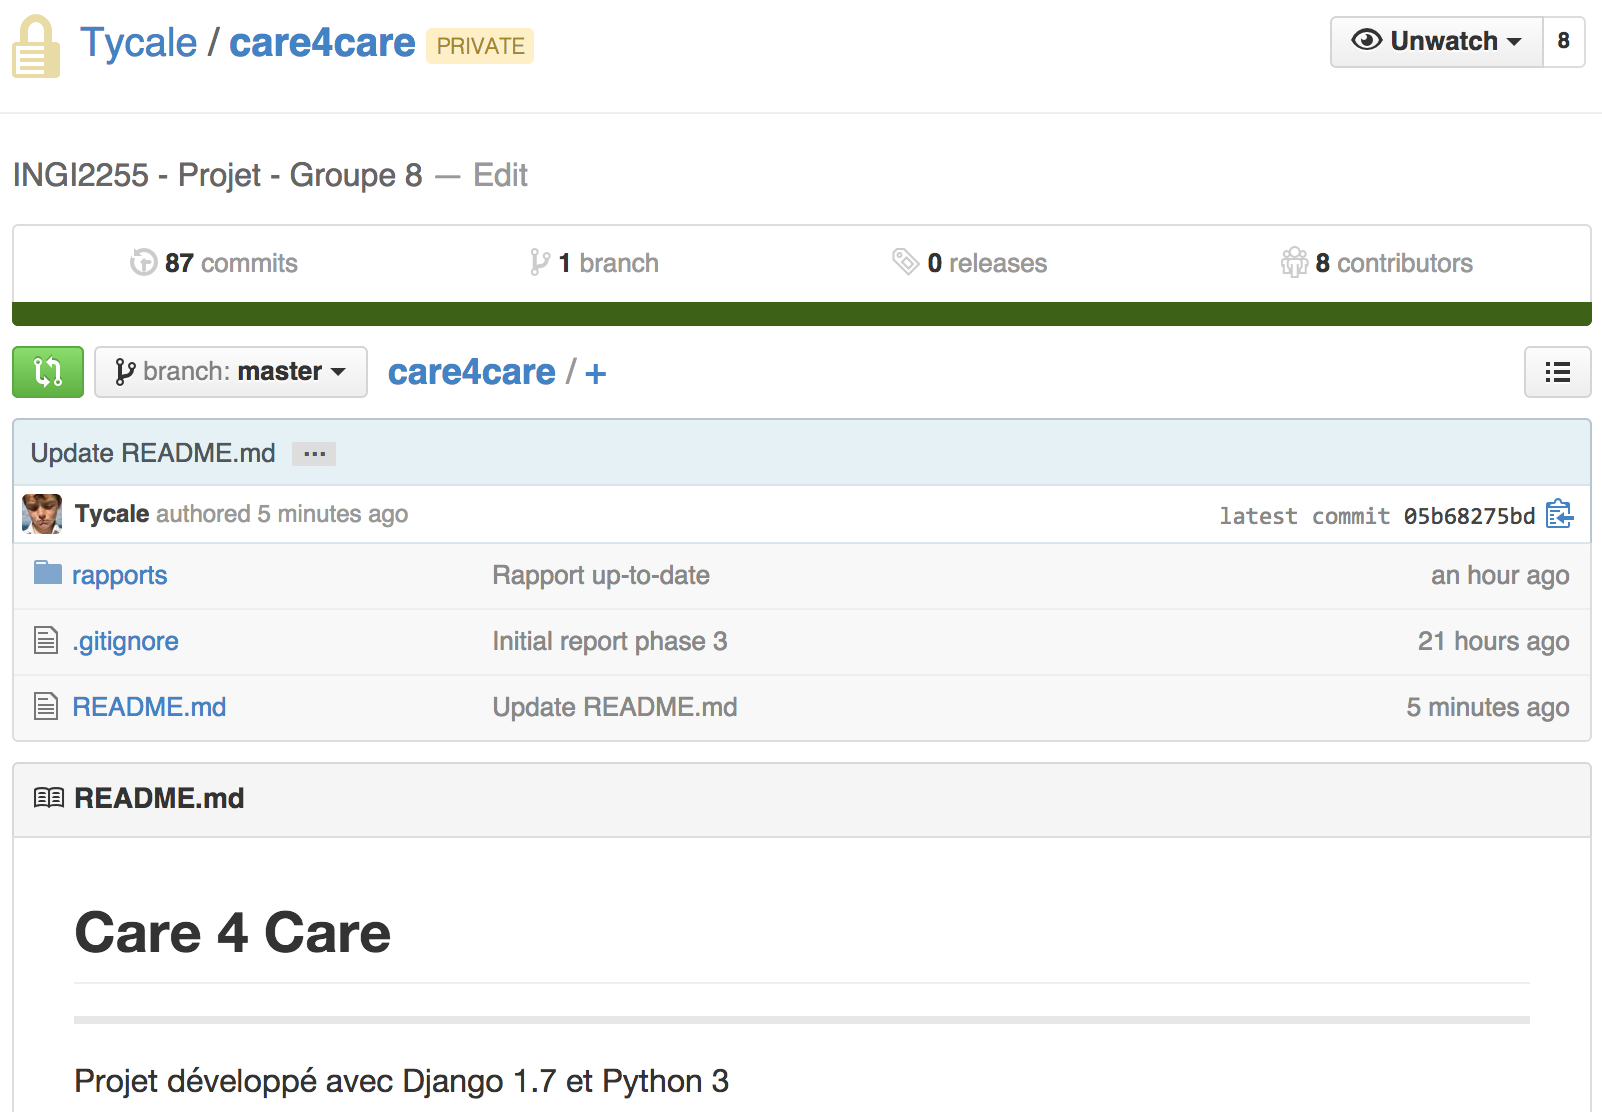 Tycale / care4care PRIVATE Unwatch 8
INGI2255 - Projet - Groupe 8 — Edit
87 commits 1 branch 0 releases 8 contributors
branch: master care4care / +
Update README.md ...
Tycale authored 5 minutes ago latest commit 05b68275bd
rapports Rapport up-to-date an hour ago
.gitignore Initial report phase 3 21 hours ago
README.md Update README.md 5 minutes ago
README.md
Care 4 Care
Projet développé avec Django 1.7 et Python 3